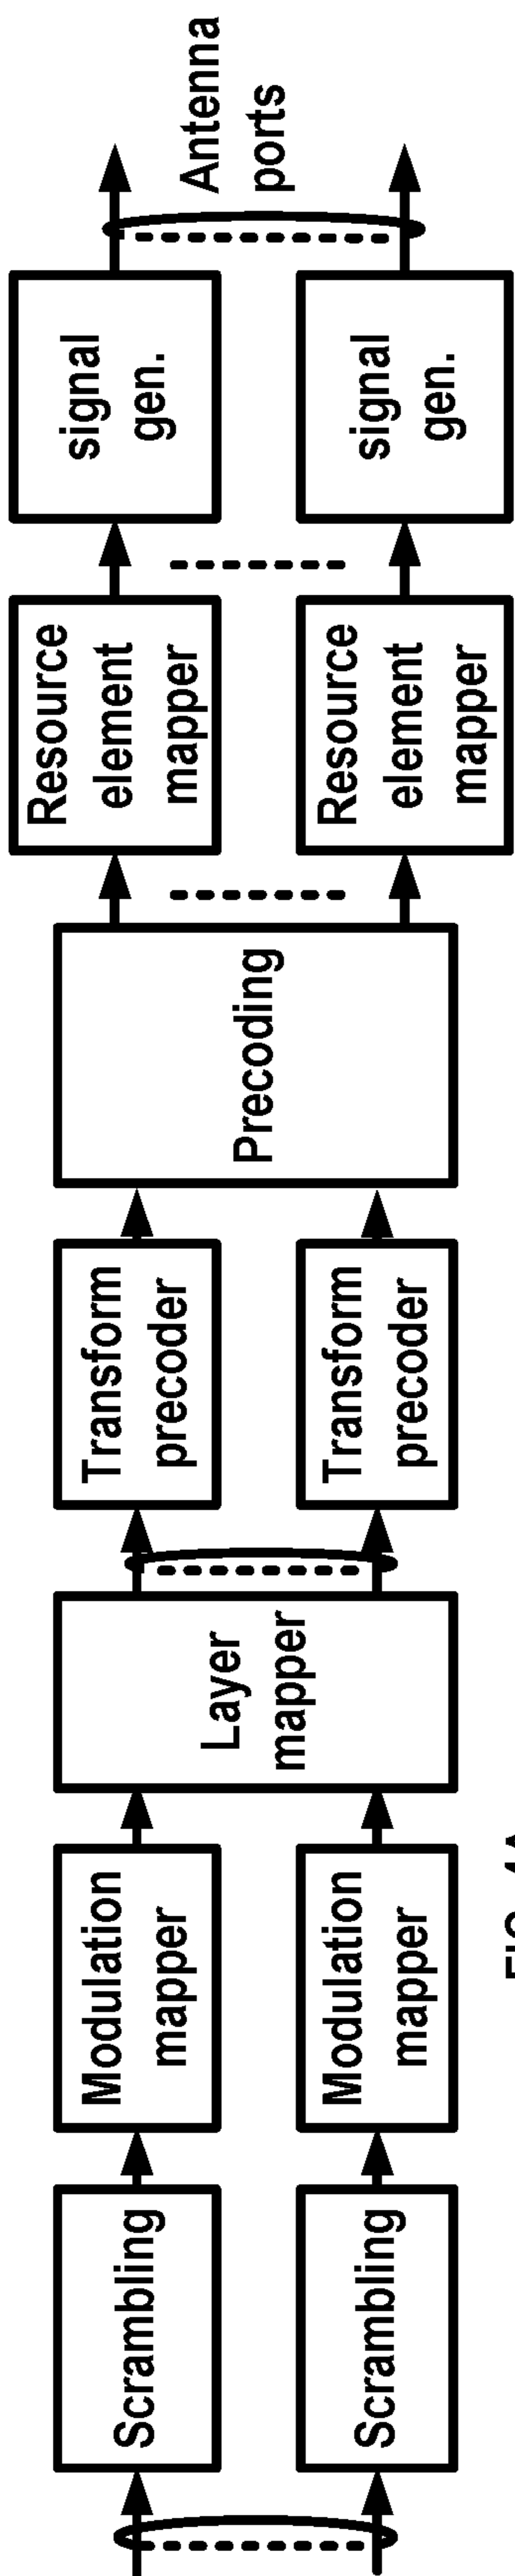 Scrambling
Scrambling
Modulation
mapper
Modulation
mapper
Layer
mapper
Transform
precoder
Transform
precoder
Precoding
Resource
element
mapper
Resource
element
mapper
signal
gen.
signal
gen.
Antenna
ports